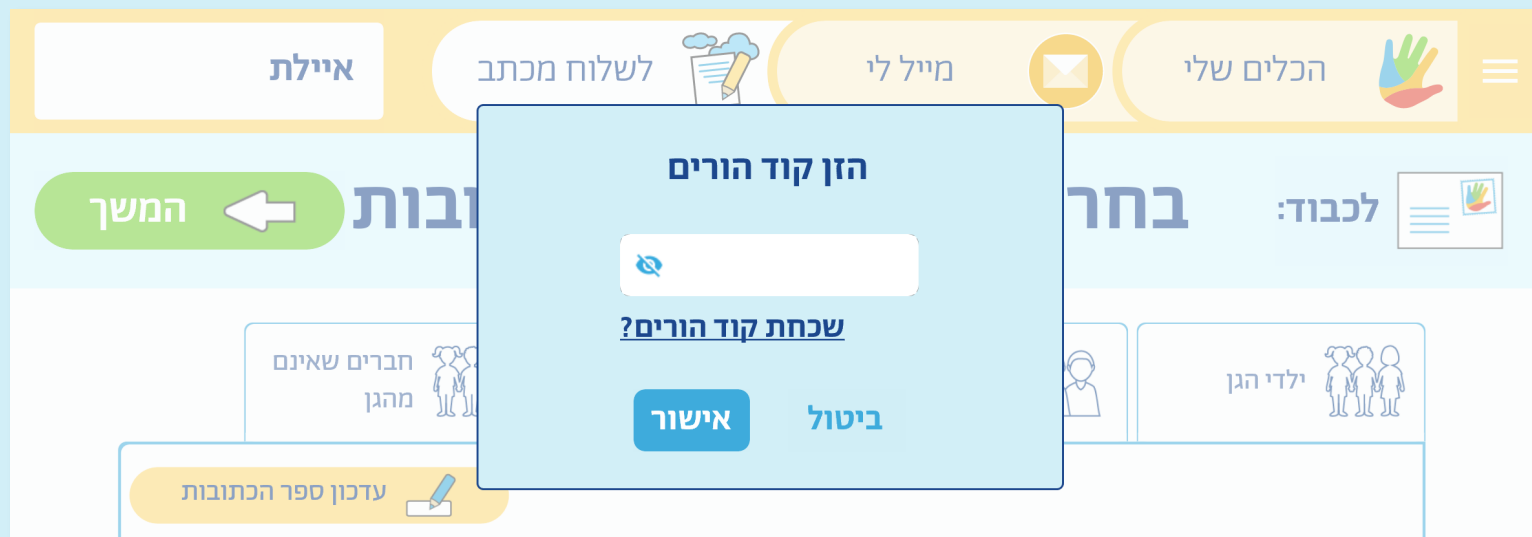 הכלים שלי
מייל לי
לשלוח מכתב
איילת
לכבוד:
המשך
הזן קוד הורים
שכחת קוד הורים?
ביטול
אישור
ילדי הגן
חברים שאינם
מהגן
עדכון ספר הכתובות